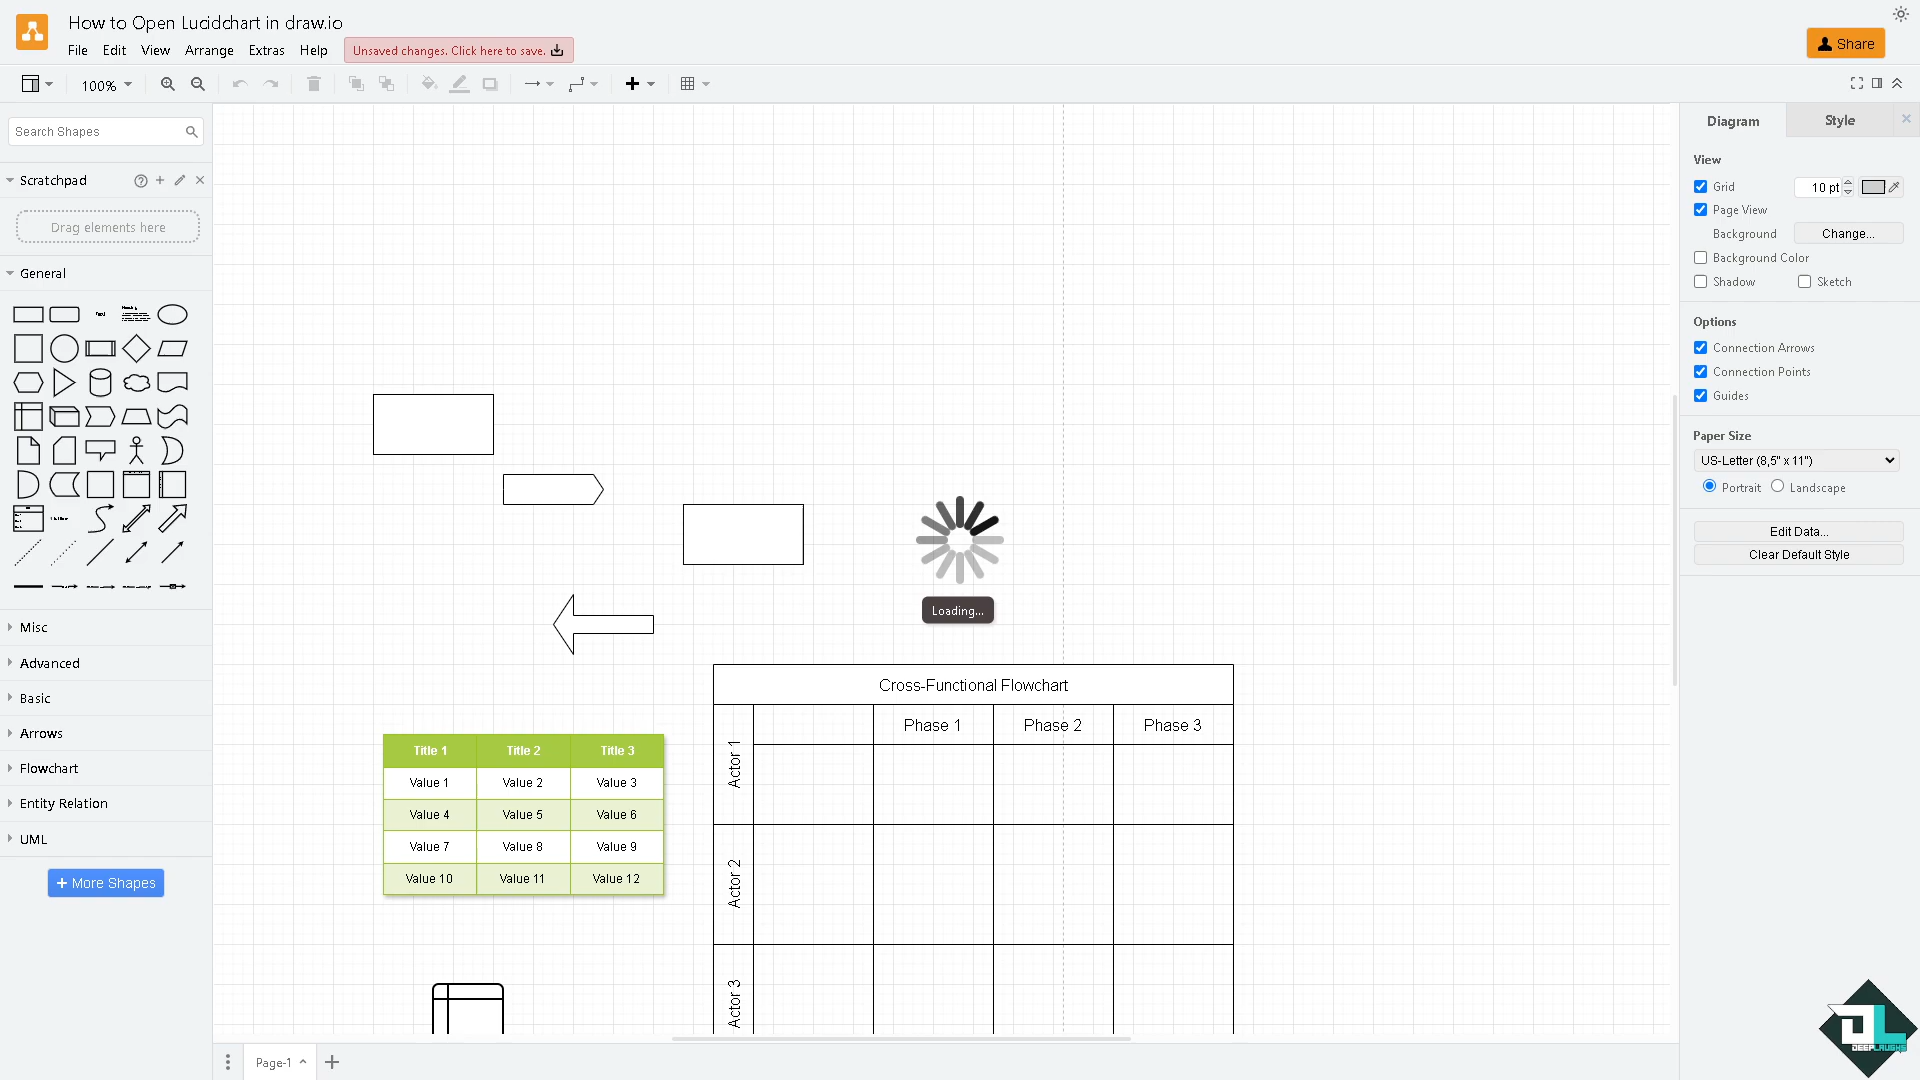 How to Open Lucidchart in draw.io
File Edit View Arrange Extras Help
Unsaved changes. Click here to save.
Share
100%
Search Shapes
Scratchpad
Drag elements here
General
Text
Misc
Advanced
Basic
Arrows
Flowchart
Entity Relation
UML
+ More Shapes
Loading...
Cross-Functional Flowchart
Phase 1 Phase 2 Phase 3
Actor 1
Actor 2
Actor 3
Title 1 Title 2 Title 3
Value 1 Value 2 Value 3
Value 4 Value 5 Value 6
Value 7 Value 8 Value 9
Value 10 Value 11 Value 12
Page-1
Diagram Style
View
Grid 10 pt
Page View
Background Change...
Background Color
Shadow Sketch
Options
Connection Arrows
Connection Points
Guides
Paper Size
US-Letter (8,5" x 11")
Portrait Landscape
Edit Data...
Clear Default Style
DEEPLAUGHS